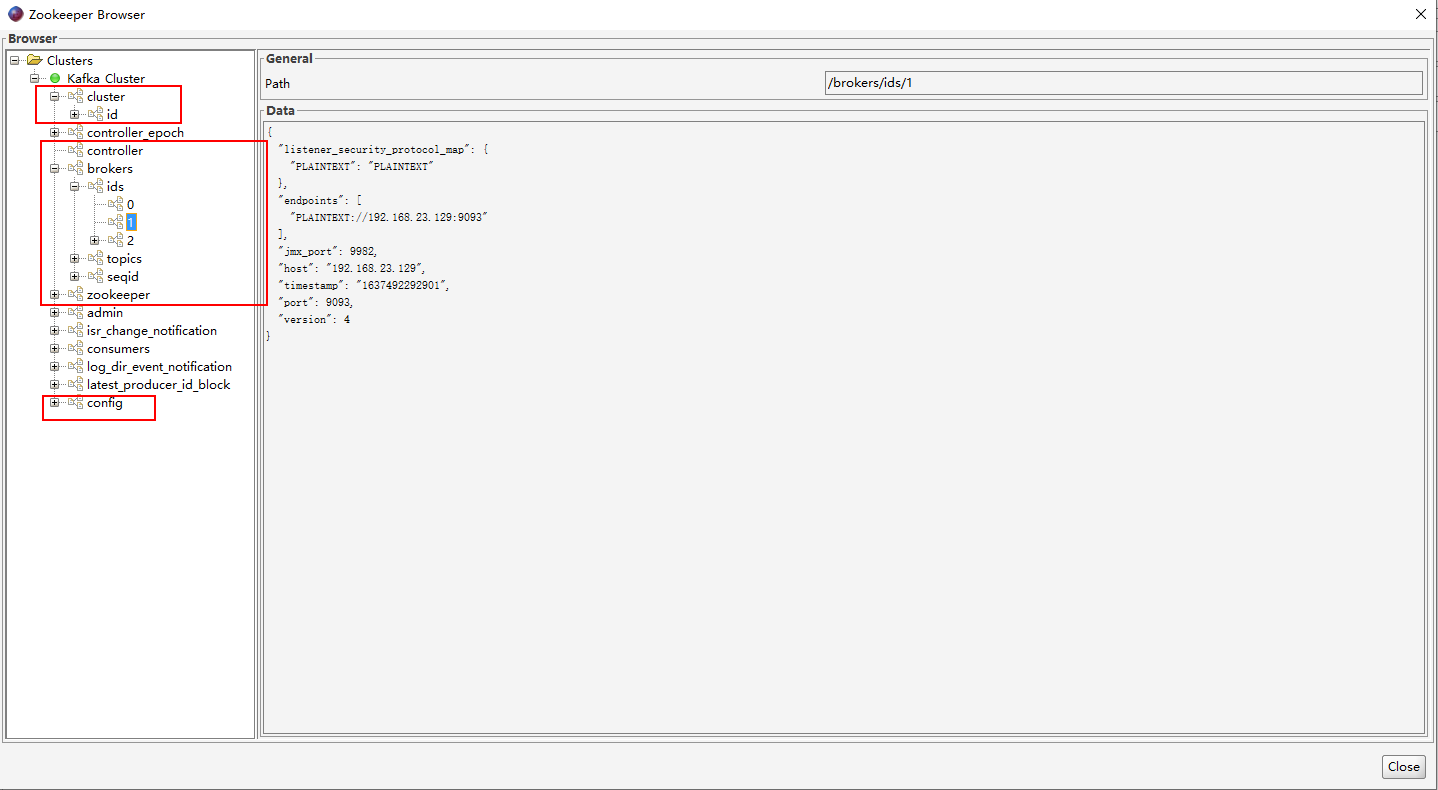 Zookeeper Browser
Browser
Clusters
Kafka Cluster
cluster
id
controller_epoch
controller
brokers
ids
0
1
2
topics
seqid
zookeeper
admin
isr_change_notification
consumers
log_dir_event_notification
latest_producer_id_block
config
General
Path
/brokers/ids/1
Data
{
"listener_security_protocol_map": {
"PLAINTEXT": "PLAINTEXT"
},
"endpoints": [
"PLAINTEXT://192.168.23.129:9093"
],
"jmx_port": 9982,
"host": "192.168.23.129",
"timestamp": "1637492292901",
"port": 9093,
"version": 4
}
Close